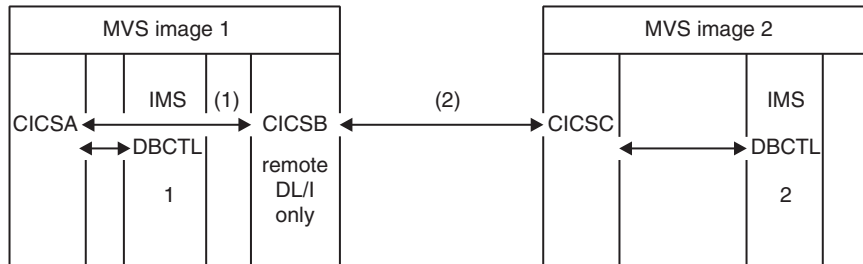 MVS image 1
MVS image 2
IMS
(1)
(2)
IMS
CICSA
CICSB
CICSC
DBCTL
DBCTL
remote
DL/I
only
1
2